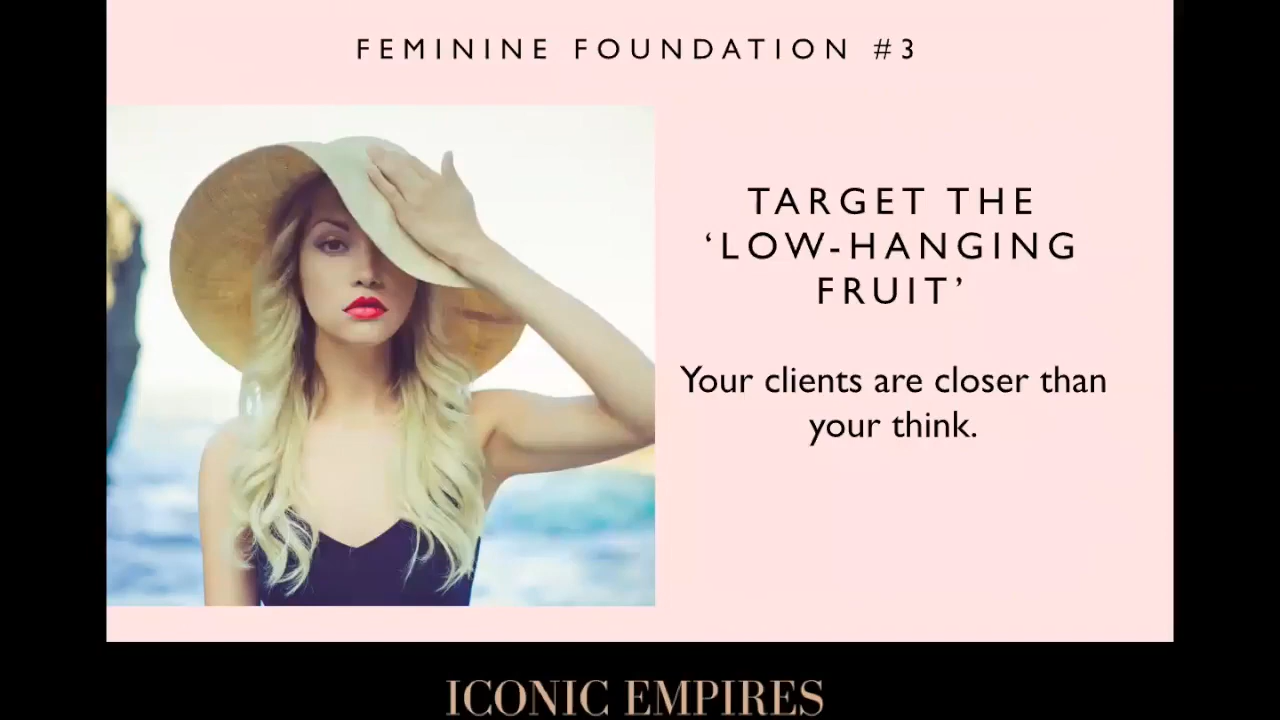 FEMININE FOUNDATION #3
TARGET THE
‘LOW-HANGING
FRUIT’
Your clients are closer than
your think.
ICONIC EMPIRES